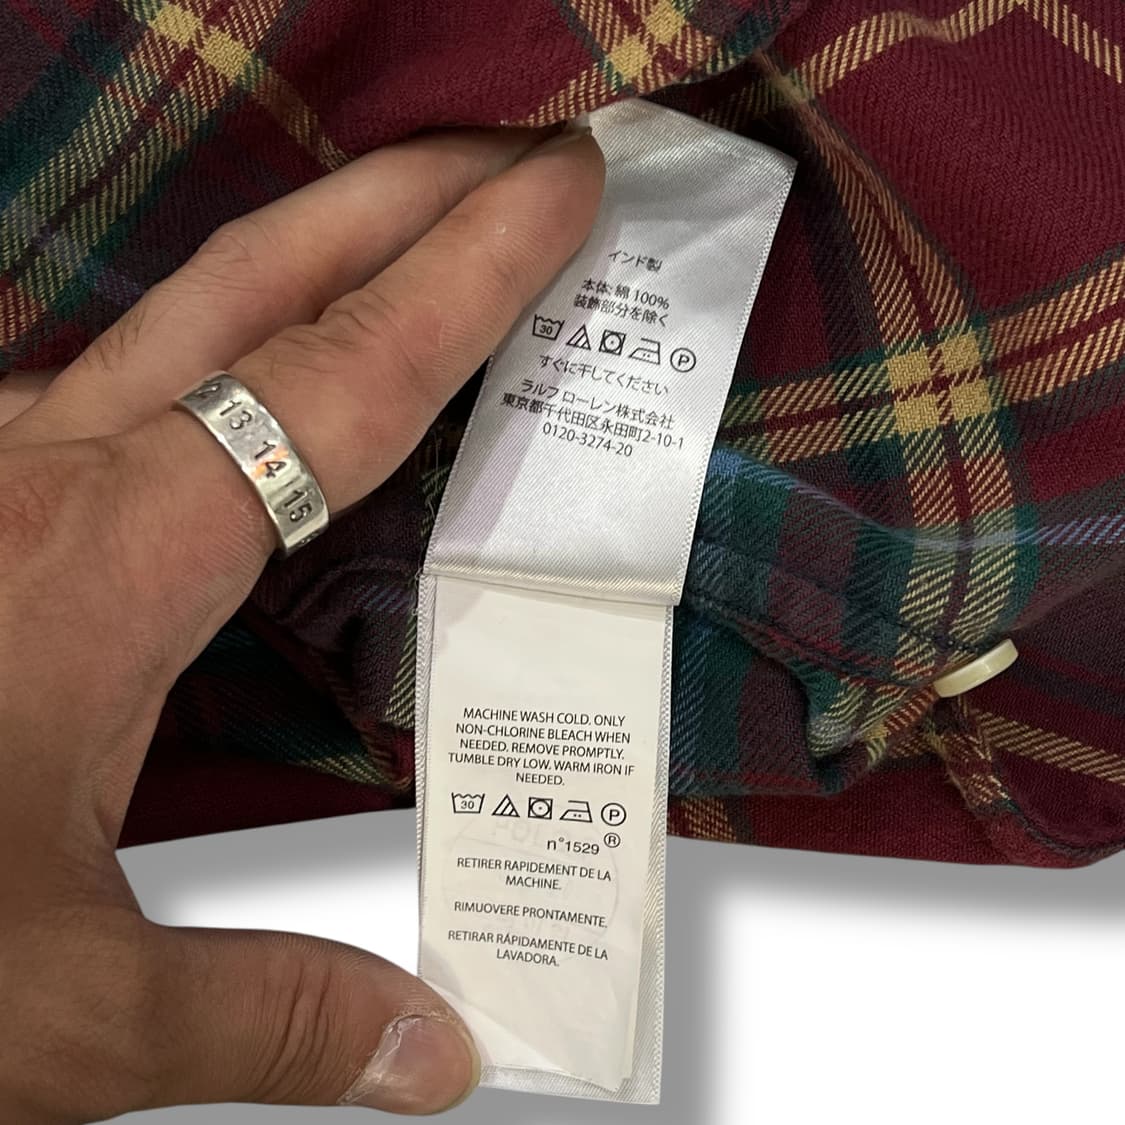 インド製
本体: 綿 100%
装飾部分を除く
30
P
すぐに干してください
ラルフ ローレン株式会社
東京都千代田区永田町2-10-1
0120-3274-20
13 14 15
MACHINE WASH COLD. ONLY
NON-CHLORINE BLEACH WHEN
NEEDED. REMOVE PROMPTLY.
TUMBLE DRY LOW. WARM IRON IF
NEEDED.
30
P
n°1529 ®
RETIRER RAPIDEMENT DE LA
MACHINE.
RIMUOVERE PRONTAMENTE.
RETIRAR RÁPIDAMENTE DE LA
LAVADORA.